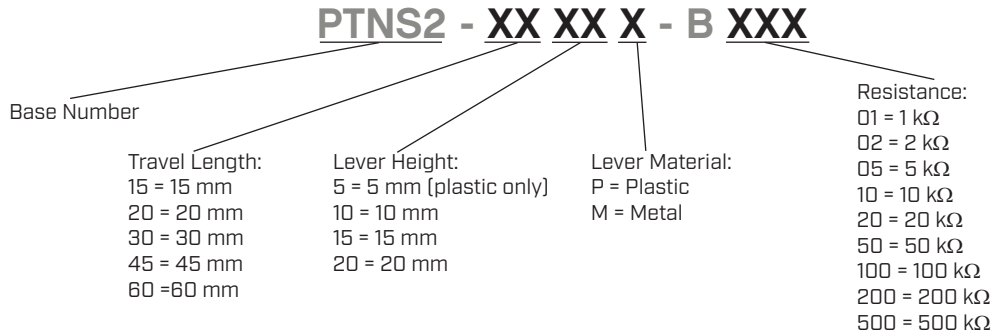 PTNS2 - XX XX X - B XXX
Base Number
Travel Length:
15 = 15 mm
20 = 20 mm
30 = 30 mm
45 = 45 mm
60 =60 mm
Lever Height:
5 = 5 mm (plastic only)
10 = 10 mm
15 = 15 mm
20 = 20 mm
Lever Material:
P = Plastic
M = Metal
Resistance:
01 = 1 kΩ
02 = 2 kΩ
05 = 5 kΩ
10 = 10 kΩ
20 = 20 kΩ
50 = 50 kΩ
100 = 100 kΩ
200 = 200 kΩ
500 = 500 kΩ